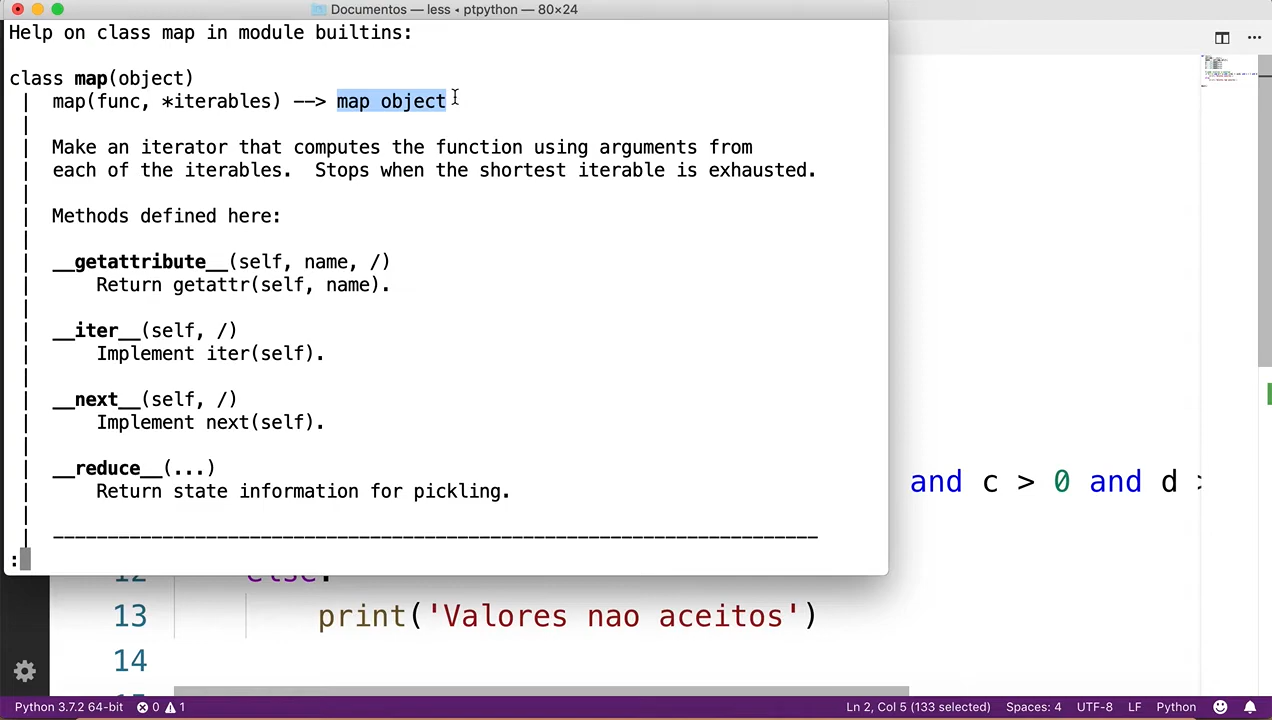 Documentos — less ◂ ptpython — 80×24
Help on class map in module builtins:
class map(object)
| map(func, *iterables) --> map object
|
| Make an iterator that computes the function using arguments from
| each of the iterables.  Stops when the shortest iterable is exhausted.
|
| Methods defined here:
|
| __getattribute__(self, name, /)
|     Return getattr(self, name).
|
| __iter__(self, /)
|     Implement iter(self).
|
| __next__(self, /)
|     Implement next(self).
|
| __reduce__(...)
|     Return state information for pickling.
|
| ----------------------------------------------------------------------
:
and c > 0 and d >
12 else:
13 print('Valores nao aceitos')
14
Python 3.7.2 64-bit 0 1 Ln 2, Col 5 (133 selected) Spaces: 4 UTF-8 LF Python